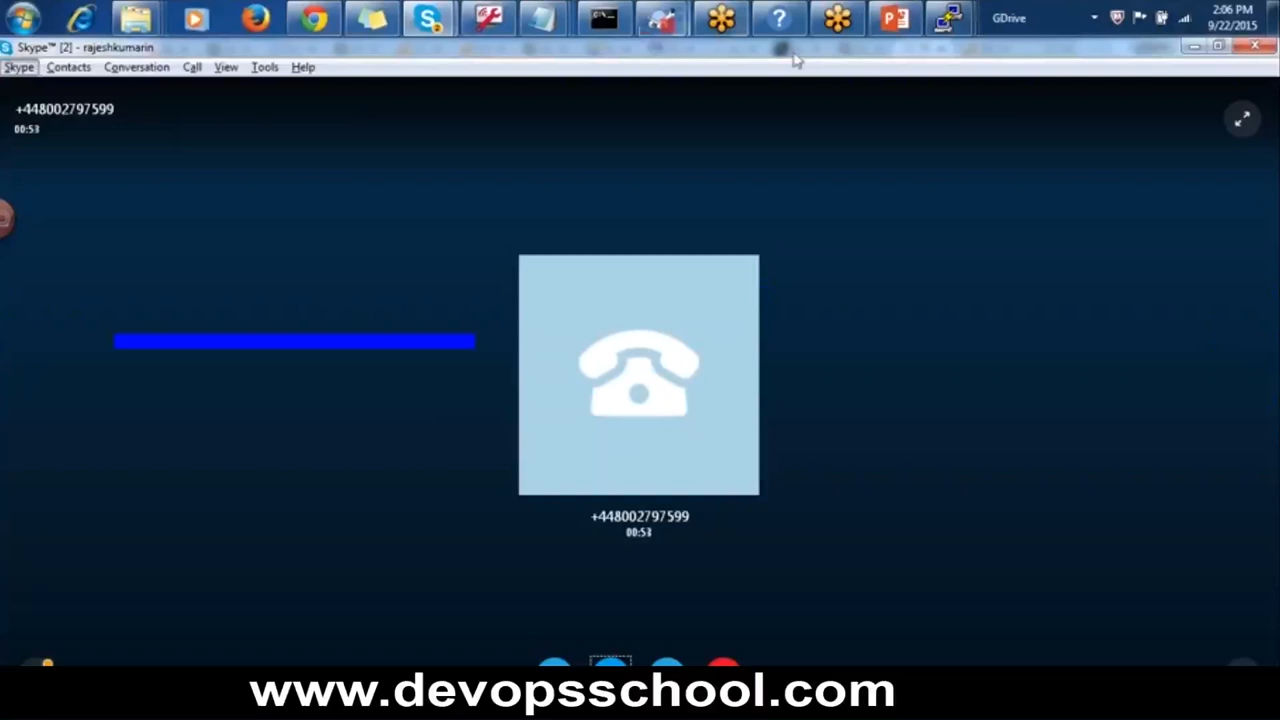 GDrive
2:06 PM
9/22/2015
Skype™ [2] - rajeshkumarin
Skype Contacts Conversation Call View Tools Help
+448002797599
00:53
+448002797599
00:53
www.devopsschool.com